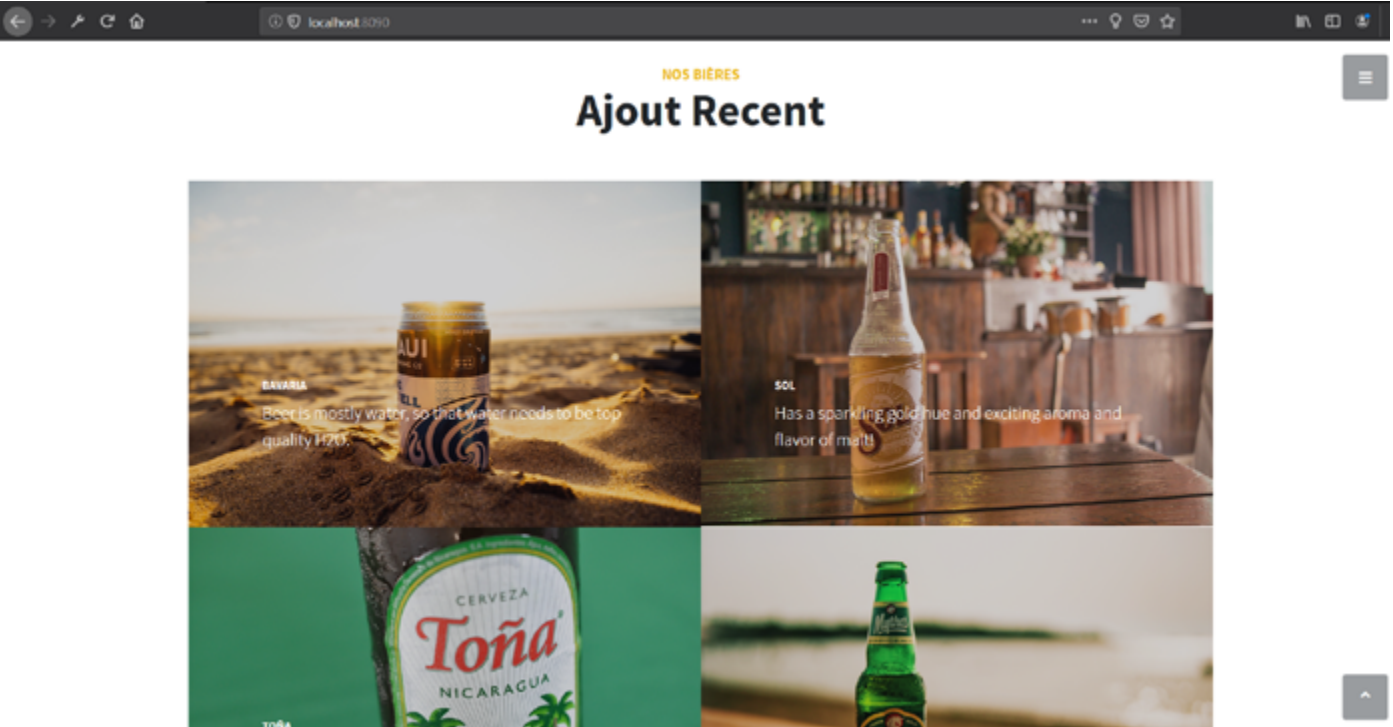 localhost:8090
NOS BIÈRES
Ajout Recent
AUI
BAVARIA
Beer is mostly water, so that water needs to be top
quality H2O.
SOL
Has a sparkling gold hue and exciting aroma and
flavor of malt!
CERVEZA
Toña
NICARAGUA
TOÑA